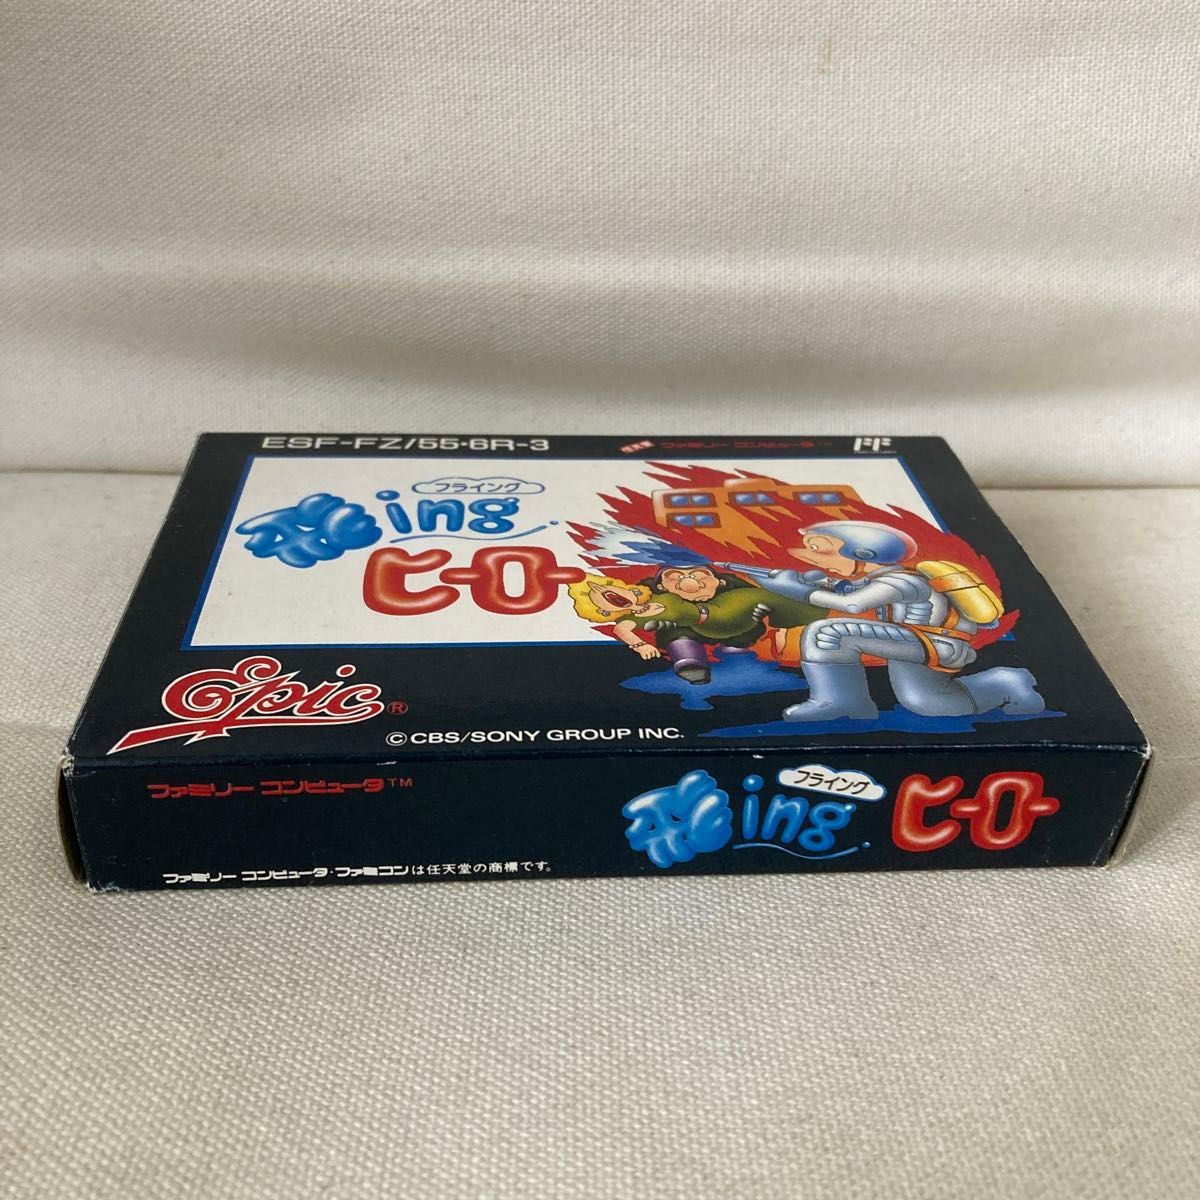 ESF-FZ/55・6R-3
任天堂 ファミリー コンピュータ™
FF
フライング
飛ing
ヒーロー
Epic®
©CBS/SONY GROUP INC.
ファミリー コンピュータ™
フライング
飛ing ヒーロー
ファミリー コンピュータ・ファミコンは任天堂の商標です。